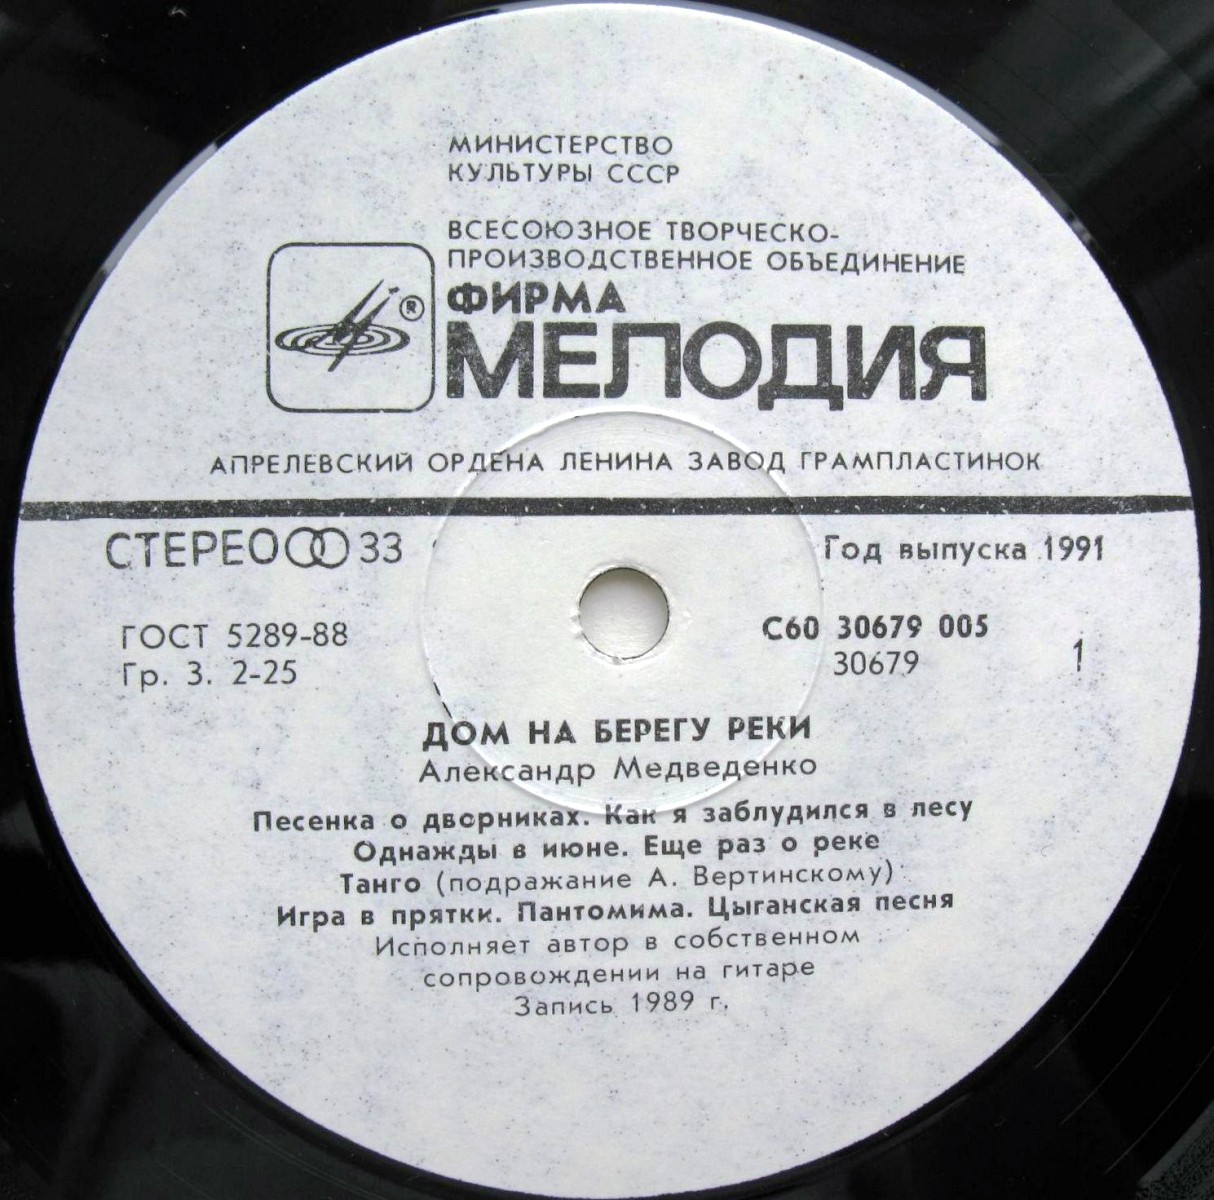 МИНИСТЕРСТВО
КУЛЬТУРЫ СССР
ВСЕСОЮЗНОЕ ТВОРЧЕСКО-
ПРОИЗВОДСТВЕННОЕ ОБЪЕДИНЕНИЕ
ФИРМА
®
МЕЛОДИЯ
АПРЕЛЕВСКИЙ ОРДЕНА ЛЕНИНА ЗАВОД ГРАМПЛАСТИНОК
СТЕРЕО 33
Год выпуска 1991
ГОСТ 5289-88
Гр. 3. 2-25
С60 30679 005
30679
1
ДОМ НА БЕРЕГУ РЕКИ
Александр Медведенко
Песенка о дворниках. Как я заблудился в лесу
Однажды в июне. Еще раз о реке
Танго (подражание А. Вертинскому)
Игра в прятки. Пантомима. Цыганская песня
Исполняет автор в собственном
сопровождении на гитаре
Запись 1989 г.